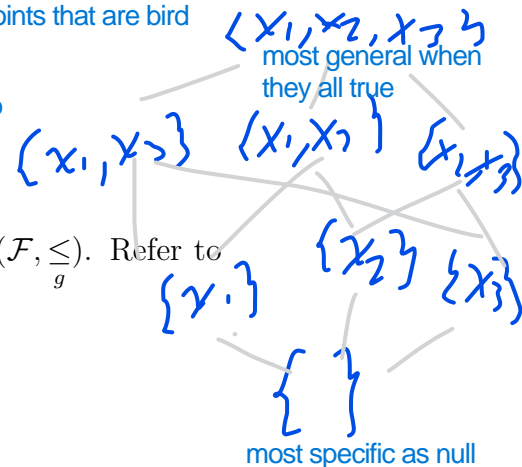 oints that are bird
{x1, x2, x3}
most general when
they all true
{x1, x3} {x1, x2} {x2, x3}
(F, ≤g). Refer to
{x1} {x2} {x3}
{ }
most specific as null